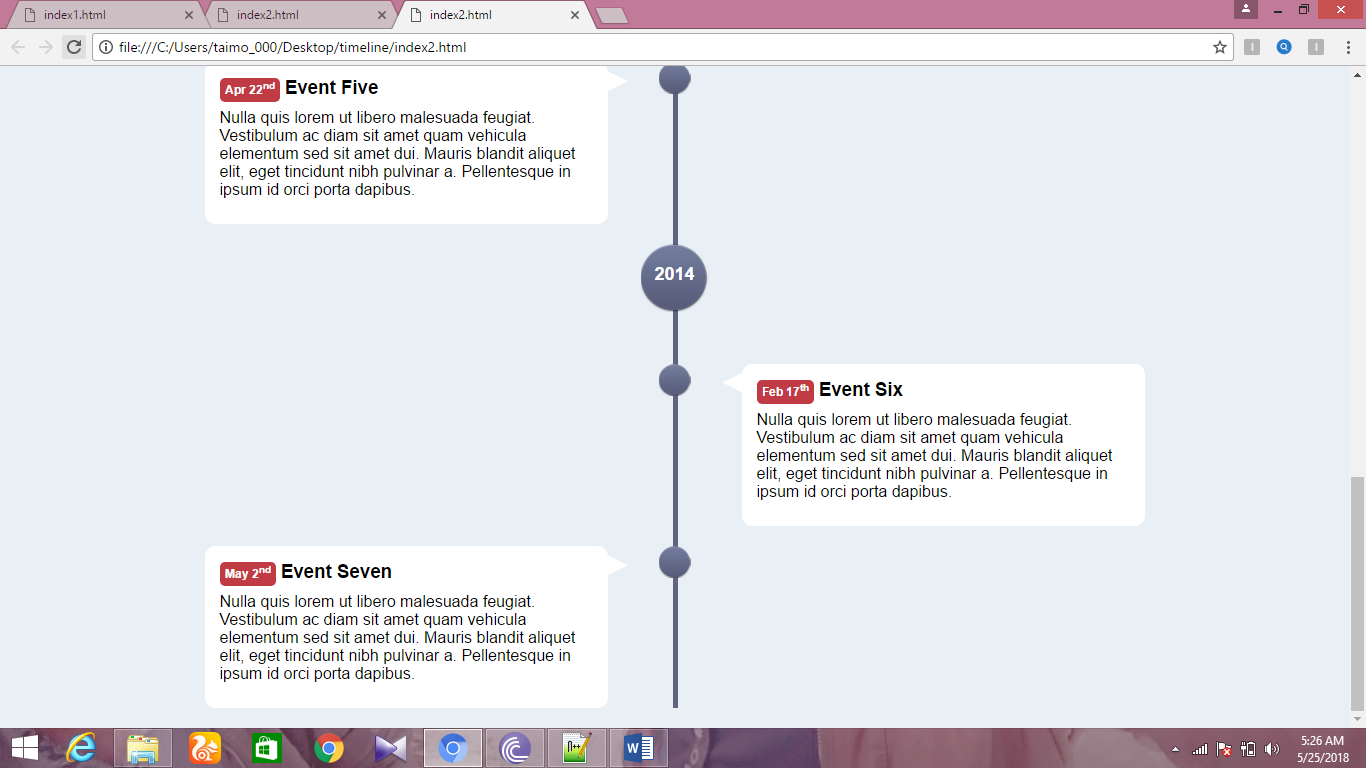 index1.html
index2.html
index2.html
file:///C:/Users/taimo_000/Desktop/timeline/index2.html
Apr 22nd Event Five
Nulla quis lorem ut libero malesuada feugiat.
Vestibulum ac diam sit amet quam vehicula
elementum sed sit amet dui. Mauris blandit aliquet
elit, eget tincidunt nibh pulvinar a. Pellentesque in
ipsum id orci porta dapibus.
2014
Feb 17th Event Six
Nulla quis lorem ut libero malesuada feugiat.
Vestibulum ac diam sit amet quam vehicula
elementum sed sit amet dui. Mauris blandit aliquet
elit, eget tincidunt nibh pulvinar a. Pellentesque in
ipsum id orci porta dapibus.
May 2nd Event Seven
Nulla quis lorem ut libero malesuada feugiat.
Vestibulum ac diam sit amet quam vehicula
elementum sed sit amet dui. Mauris blandit aliquet
elit, eget tincidunt nibh pulvinar a. Pellentesque in
ipsum id orci porta dapibus.
5:26 AM
5/25/2018